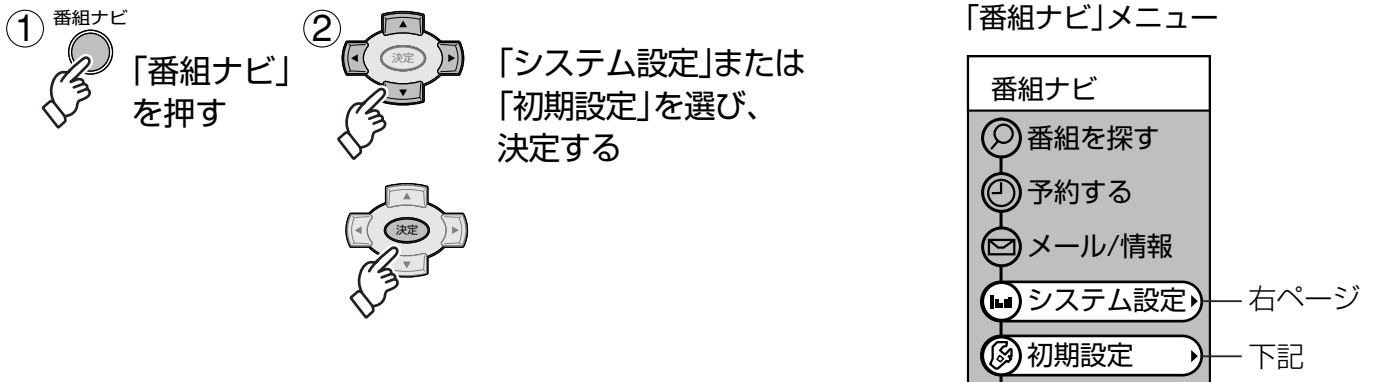 ① 番組ナビ
「番組ナビ」
を押す
②
決定
「システム設定」または
「初期設定」を選び、
決定する
決定
「番組ナビ」メニュー
番組ナビ
番組を探す
予約する
メール/情報
システム設定 右ページ
初期設定 下記